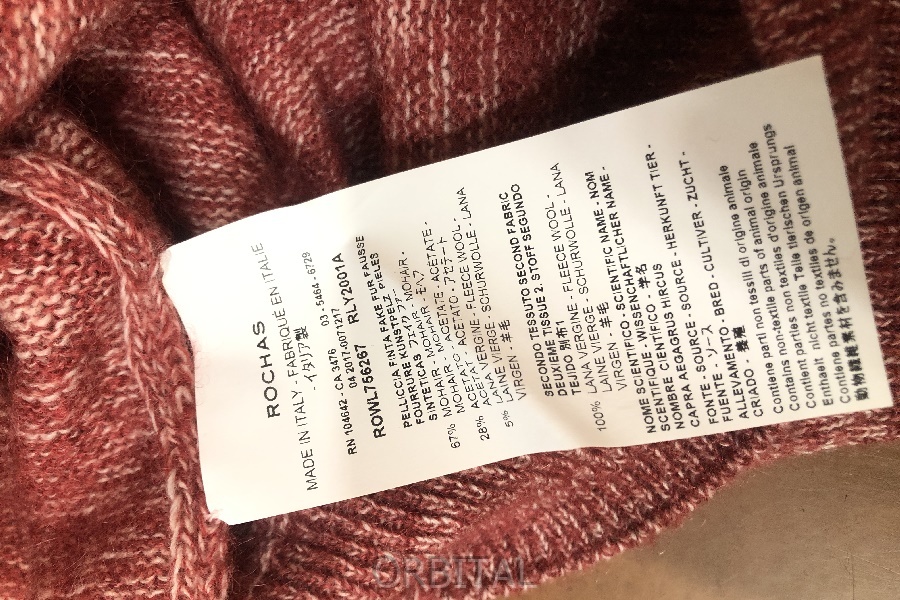 ROCHAS
MADE IN ITALY - FABRIQUÉ EN ITALIE
- イタリア製
RN 104642 - CA 3476 03 - 5464 - 6729
0A 2017-0071217
ROWL756267 RLY2001A
PELLICCIA FINTA FAKE FUR FAUSSE
FOURRURE KUNSTPELZ PIELES
SINTETICAS フェイクファー
67% MOHAIR - MOHAIR - MOHAIR -
MOHAIR - MOHAIR - モヘア
28% ACETATO - ACETATE - ACETATE -
ACETAT - ACETATO - アセテート
5% LANA VERGINE - FLEECE WOOL -
LAINE VIERGE - SCHURWOLLE - LANA
VIRGEN - 羊毛
SECONDO TESSUTO SECOND FABRIC
DEUXIEME TISSUE 2. STOFF SEGUNDO
TEJIDO 別布1
100% LANA VERGINE - FLEECE WOOL -
LAINE VIERGE - SCHURWOLLE - LANA
VIRGEN - 羊毛
NOME SCIENTIFICO - SCIENTIFIC NAME - NOM
SCIENTIFIQUE - WISSENCHAFTLICHER NAME -
NOMBRE SCIENTIFICO - 学名
CAPRA AEGAGRUS HIRCUS
FONTE - SOURCE - SOURCE - HERKUNFT TIER -
FUENTE - ソース
ALLEVAMENTO - BRED - CULTIVER - ZUCHT -
CRIADO - 養殖
Contiene parti non tessili di origine animale
Contains non textile parts of animal origin
Contient parties non textiles d'origine animale
Enthaelt nicht textile Teile tierischen Ursprungs
Contiene partes no textiles de origen animal
動物繊維素材を含みません。
ORBITAL